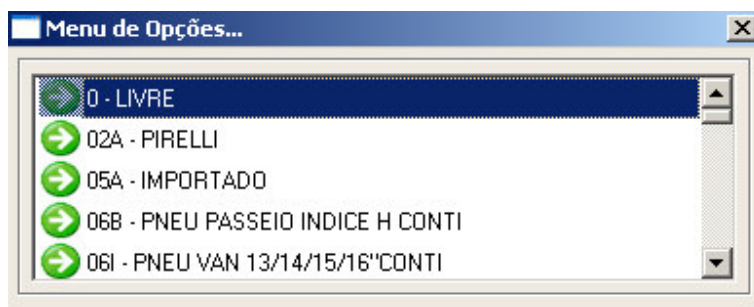 Menu de Opções...
0 - LIVRE
02A - PIRELLI
05A - IMPORTADO
06B - PNEU PASSEIO INDICE H CONTI
06I - PNEU VAN 13/14/15/16"CONTI